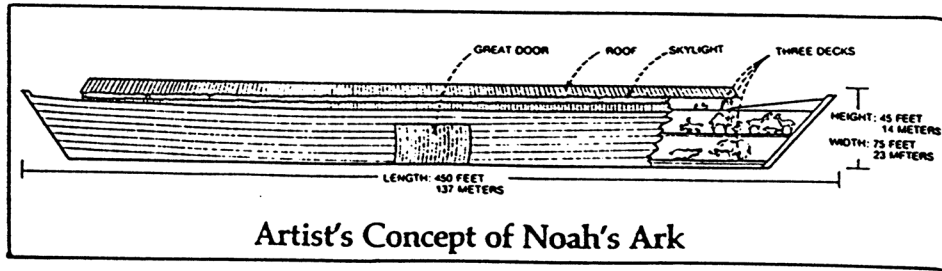 GREAT DOOR
ROOF
SKYLIGHT
THREE DECKS
HEIGHT: 45 FEET
14 METERS
WIDTH: 75 FEET
23 METERS
LENGTH: 450 FEET
137 METERS
Artist's Concept of Noah's Ark